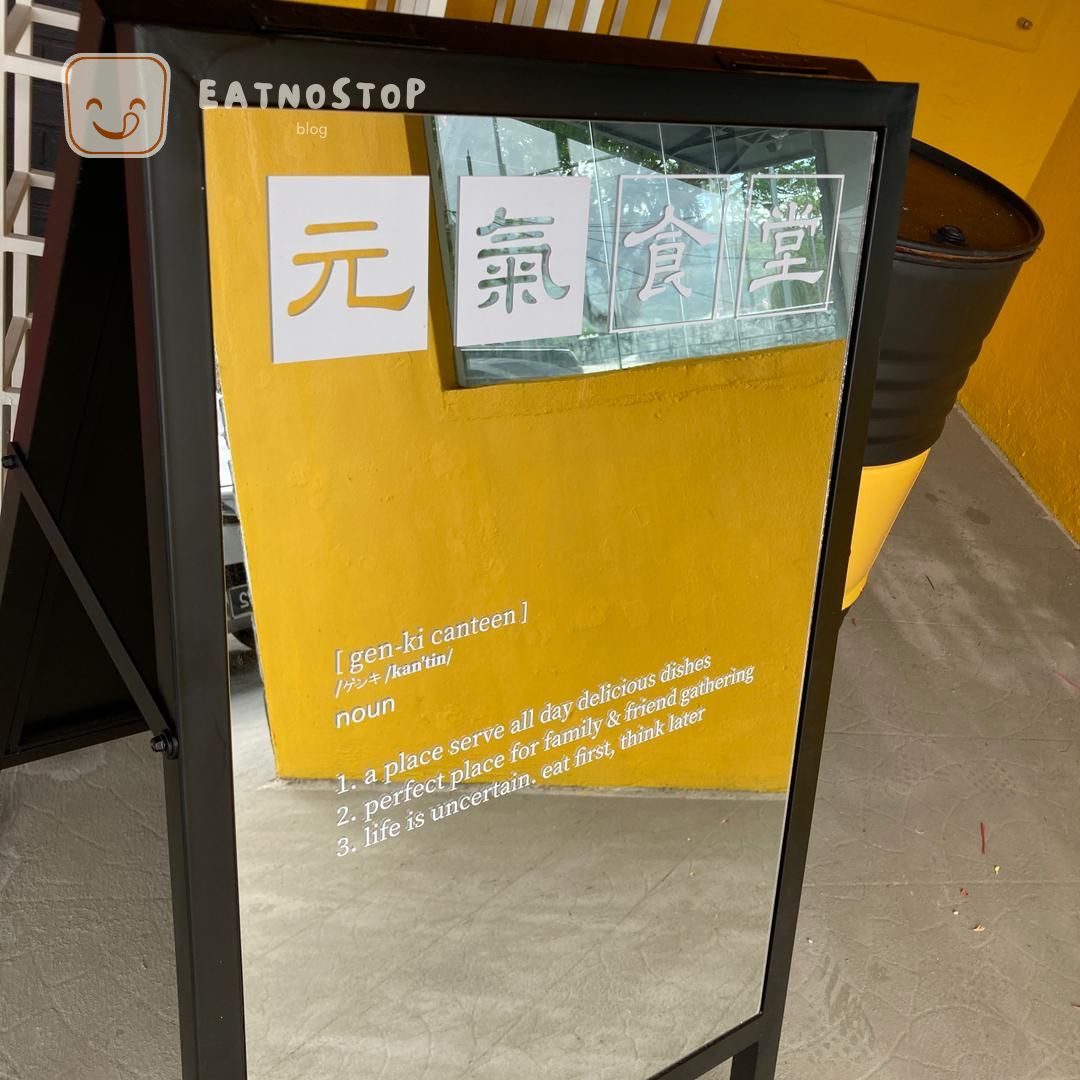 EATNOSTOP
blog
元氣食堂
[ gen-ki canteen ]
/ゲンキ /kan'tin/
noun
1. a place serve all day delicious dishes
2. perfect place for family & friend gathering
3. life is uncertain. eat first, think later